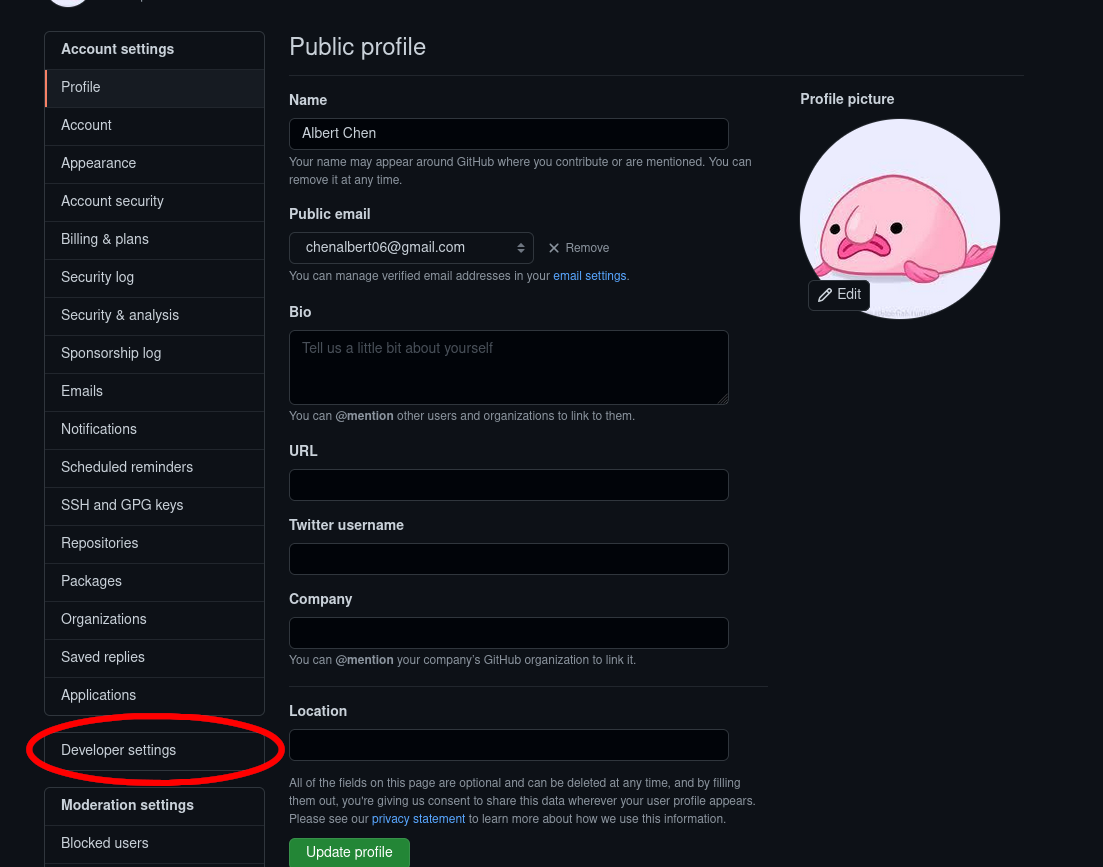 Account settings
Profile
Account
Appearance
Account security
Billing & plans
Security log
Security & analysis
Sponsorship log
Emails
Notifications
Scheduled reminders
SSH and GPG keys
Repositories
Packages
Organizations
Saved replies
Applications
Developer settings
Moderation settings
Blocked users
Public profile
Name
Albert Chen
Your name may appear around GitHub where you contribute or are mentioned. You can
remove it at any time.
Public email
chenalbert06@gmail.com
Remove
You can manage verified email addresses in your email settings.
Bio
Tell us a little bit about yourself
You can @mention other users and organizations to link to them.
URL
Twitter username
Company
You can @mention your company's GitHub organization to link it.
Location
All of the fields on this page are optional and can be deleted at any time, and by filling
them out, you're giving us consent to share this data wherever your user profile appears.
Please see our privacy statement to learn more about how we use this information.
Update profile
Profile picture
Edit